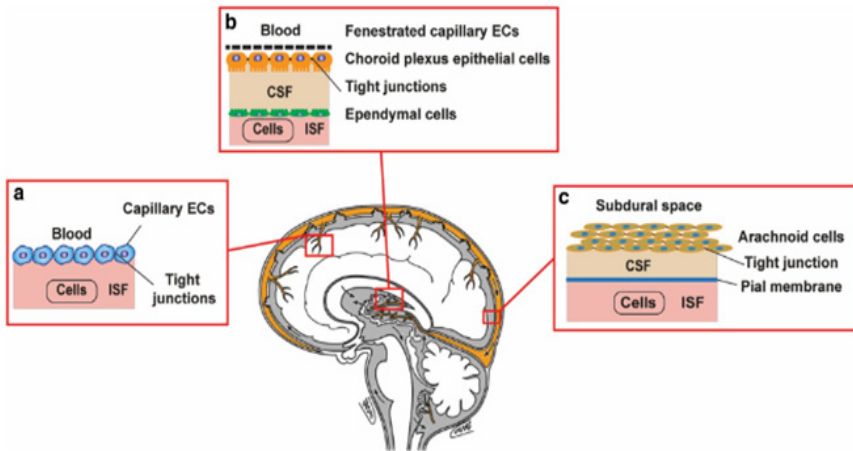 b
Blood
Fenestrated capillary ECs
Choroid plexus epithelial cells
Tight junctions
CSF
Ependymal cells
Cells
ISF
a
Capillary ECs
Blood
Tight
junctions
Cells
ISF
c
Subdural space
Arachnoid cells
Tight junction
CSF
Pial membrane
Cells
ISF